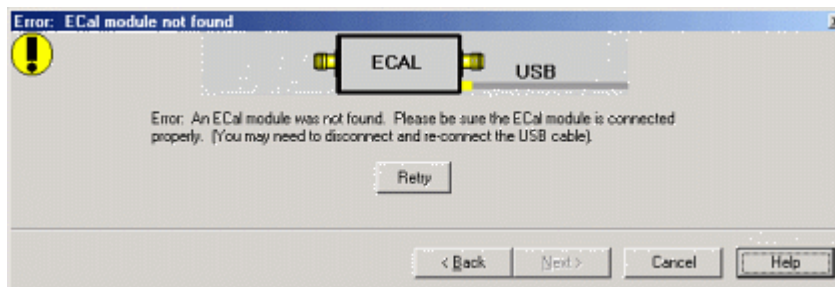 Error: ECal module not found
ECAL
USB
Error: An ECal module was not found. Please be sure the ECal module is connected
properly. (You may need to disconnect and re-connect the USB cable).
Retry
< Back Next > Cancel Help